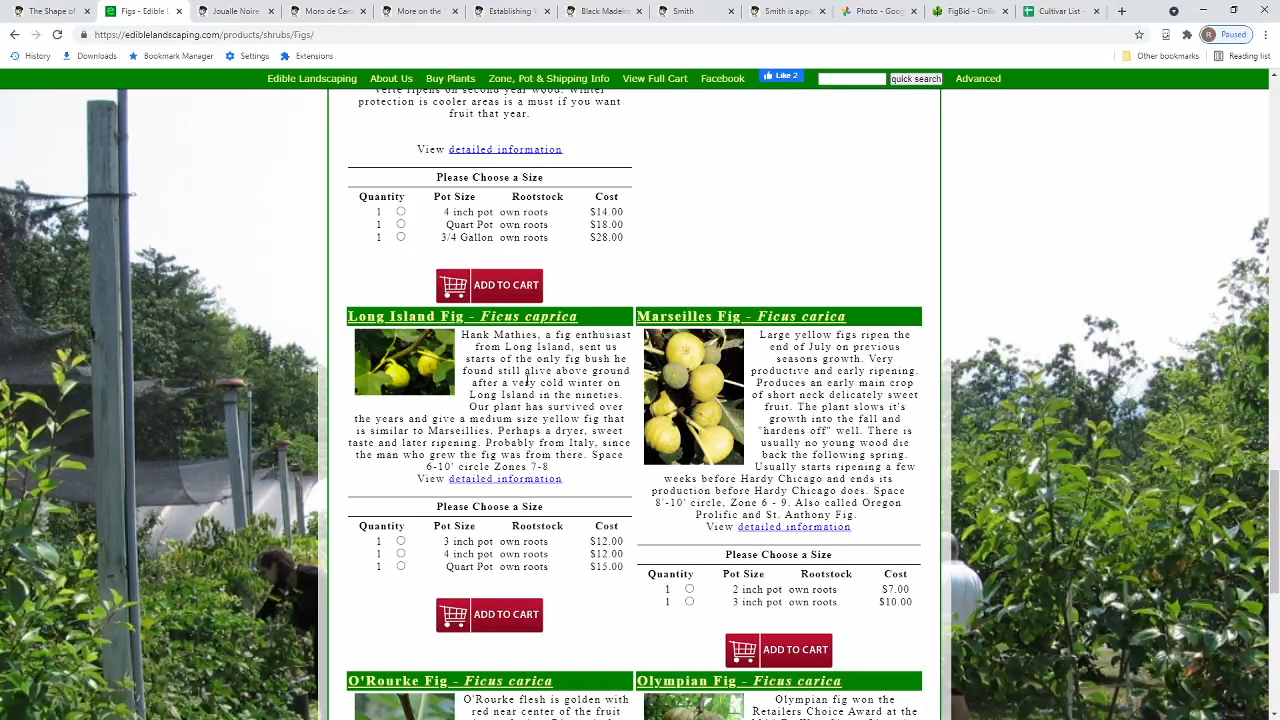 The Shape of
Figs - Edible L
Joualle Noire
More de Cam
More on the
Establishing
Black Madeira
Smith
Smith is appr
Photo - Goog
FigBid - Onlin
Cultivar List -
https://ediblelandscaping.com/products/shrubs/Figs/
R Paused
History Downloads Bookmark Manager Settings Extensions Other bookmarks Reading list
Edible Landscaping About Us Buy Plants Zone, Pot & Shipping Info View Full Cart Facebook Like 2 quick search Advanced
Verte ripens on second year wood. Winter
protection is cooler areas is a must if you want
fruit that year.
View detailed information
Please Choose a Size
Quantity Pot Size Rootstock Cost
1 4 inch pot own roots $14.00
1 Quart Pot own roots $18.00
1 3/4 Gallon own roots $28.00
ADD TO CART
Long Island Fig - Ficus caprica
Hank Mathies, a fig enthusiast
from Long Island, sent us
starts of the only fig bush he
found still alive above ground
after a very cold winter on
Long Island in the nineties.
Our plant has survived over
the years and give a medium size yellow fig that
is similar to Marseillies. Perhaps a dryer, sweet
taste and later ripening. Probably from Italy, since
the man who grew the fig was from there. Space
6-10' circle Zones 7-8
View detailed information
Please Choose a Size
Quantity Pot Size Rootstock Cost
1 3 inch pot own roots $12.00
1 4 inch pot own roots $12.00
1 Quart Pot own roots $15.00
ADD TO CART
Marseilles Fig - Ficus carica
Large yellow figs ripen the
end of July on previous
seasons growth. Very
productive and early ripening.
Produces an early main crop
of short neck delicately sweet
fruit. The plant slows it's
growth into the fall and
"hardens off" well. There is
usually no young wood die
back the following spring.
Usually starts ripening a few
weeks before Hardy Chicago and ends its
production before Hardy Chicago does. Space
8'-10' circle, Zone 6 - 9. Also called Oregon
Prolific and St. Anthony Fig.
View detailed information
Please Choose a Size
Quantity Pot Size Rootstock Cost
1 2 inch pot own roots $7.00
1 3 inch pot own roots $10.00
ADD TO CART
O'Rourke Fig - Ficus carica
O'Rourke flesh is golden with
red near center of the fruit
Olympian Fig - Ficus carica
Olympian fig won the
Retailers Choice Award at the